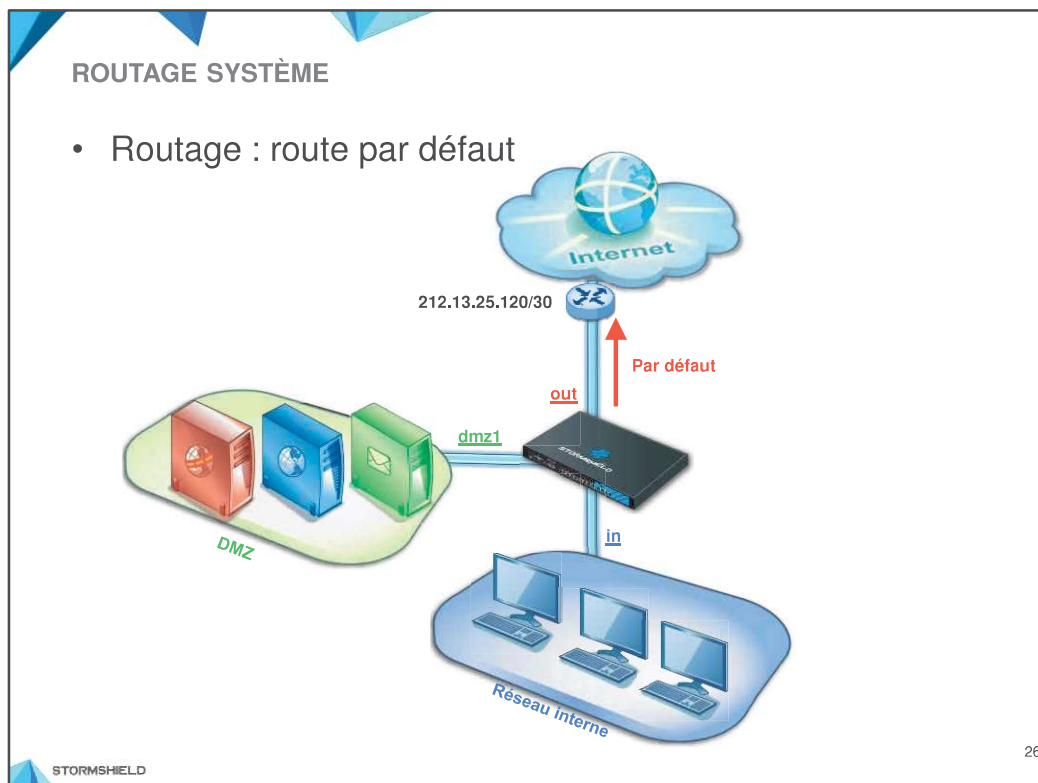 ROUTAGE SYSTÈME
• Routage : route par défaut
Internet
212.13.25.120/30
Par défaut
out
dmz1
STORMSHIELD
in
DMZ
Réseau interne
STORMSHIELD
26